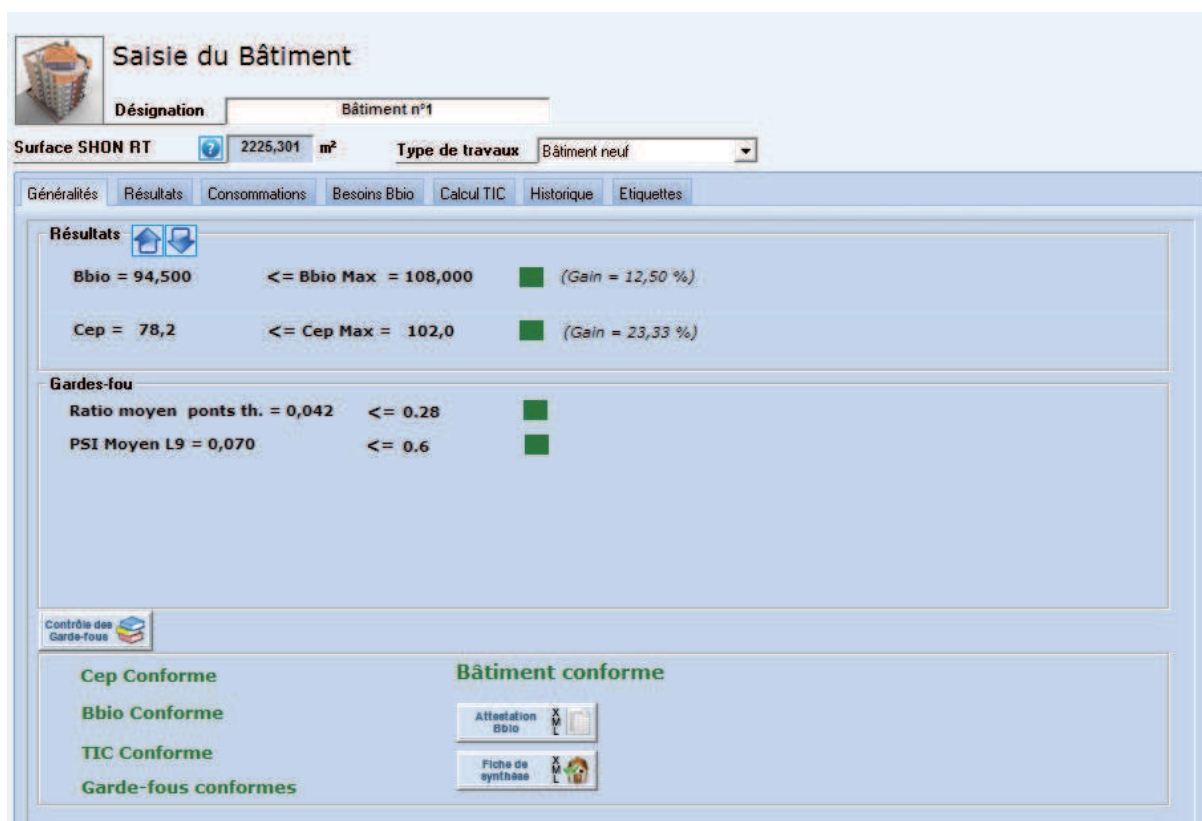 Saisie du Bâtiment
Désignation Bâtiment n°1
Surface SHON RT ? 2225,301 m² Type de travaux Bâtiment neuf
Généralités Résultats Consommations Besoins Bbio Calcul TIC Historique Etiquettes
Résultats
Bbio = 94,500 <= Bbio Max = 108,000 (Gain = 12,50 %)
Cep = 78,2 <= Cep Max = 102,0 (Gain = 23,33 %)
Gardes-fou
Ratio moyen ponts th. = 0,042 <= 0.28
PSI Moyen L9 = 0,070 <= 0.6
Contrôle des
Garde-fous
Cep Conforme Bâtiment conforme
Bbio Conforme
Attestation
Bbio XML
TIC Conforme
Fiche de
synthèse XML
Garde-fous conformes